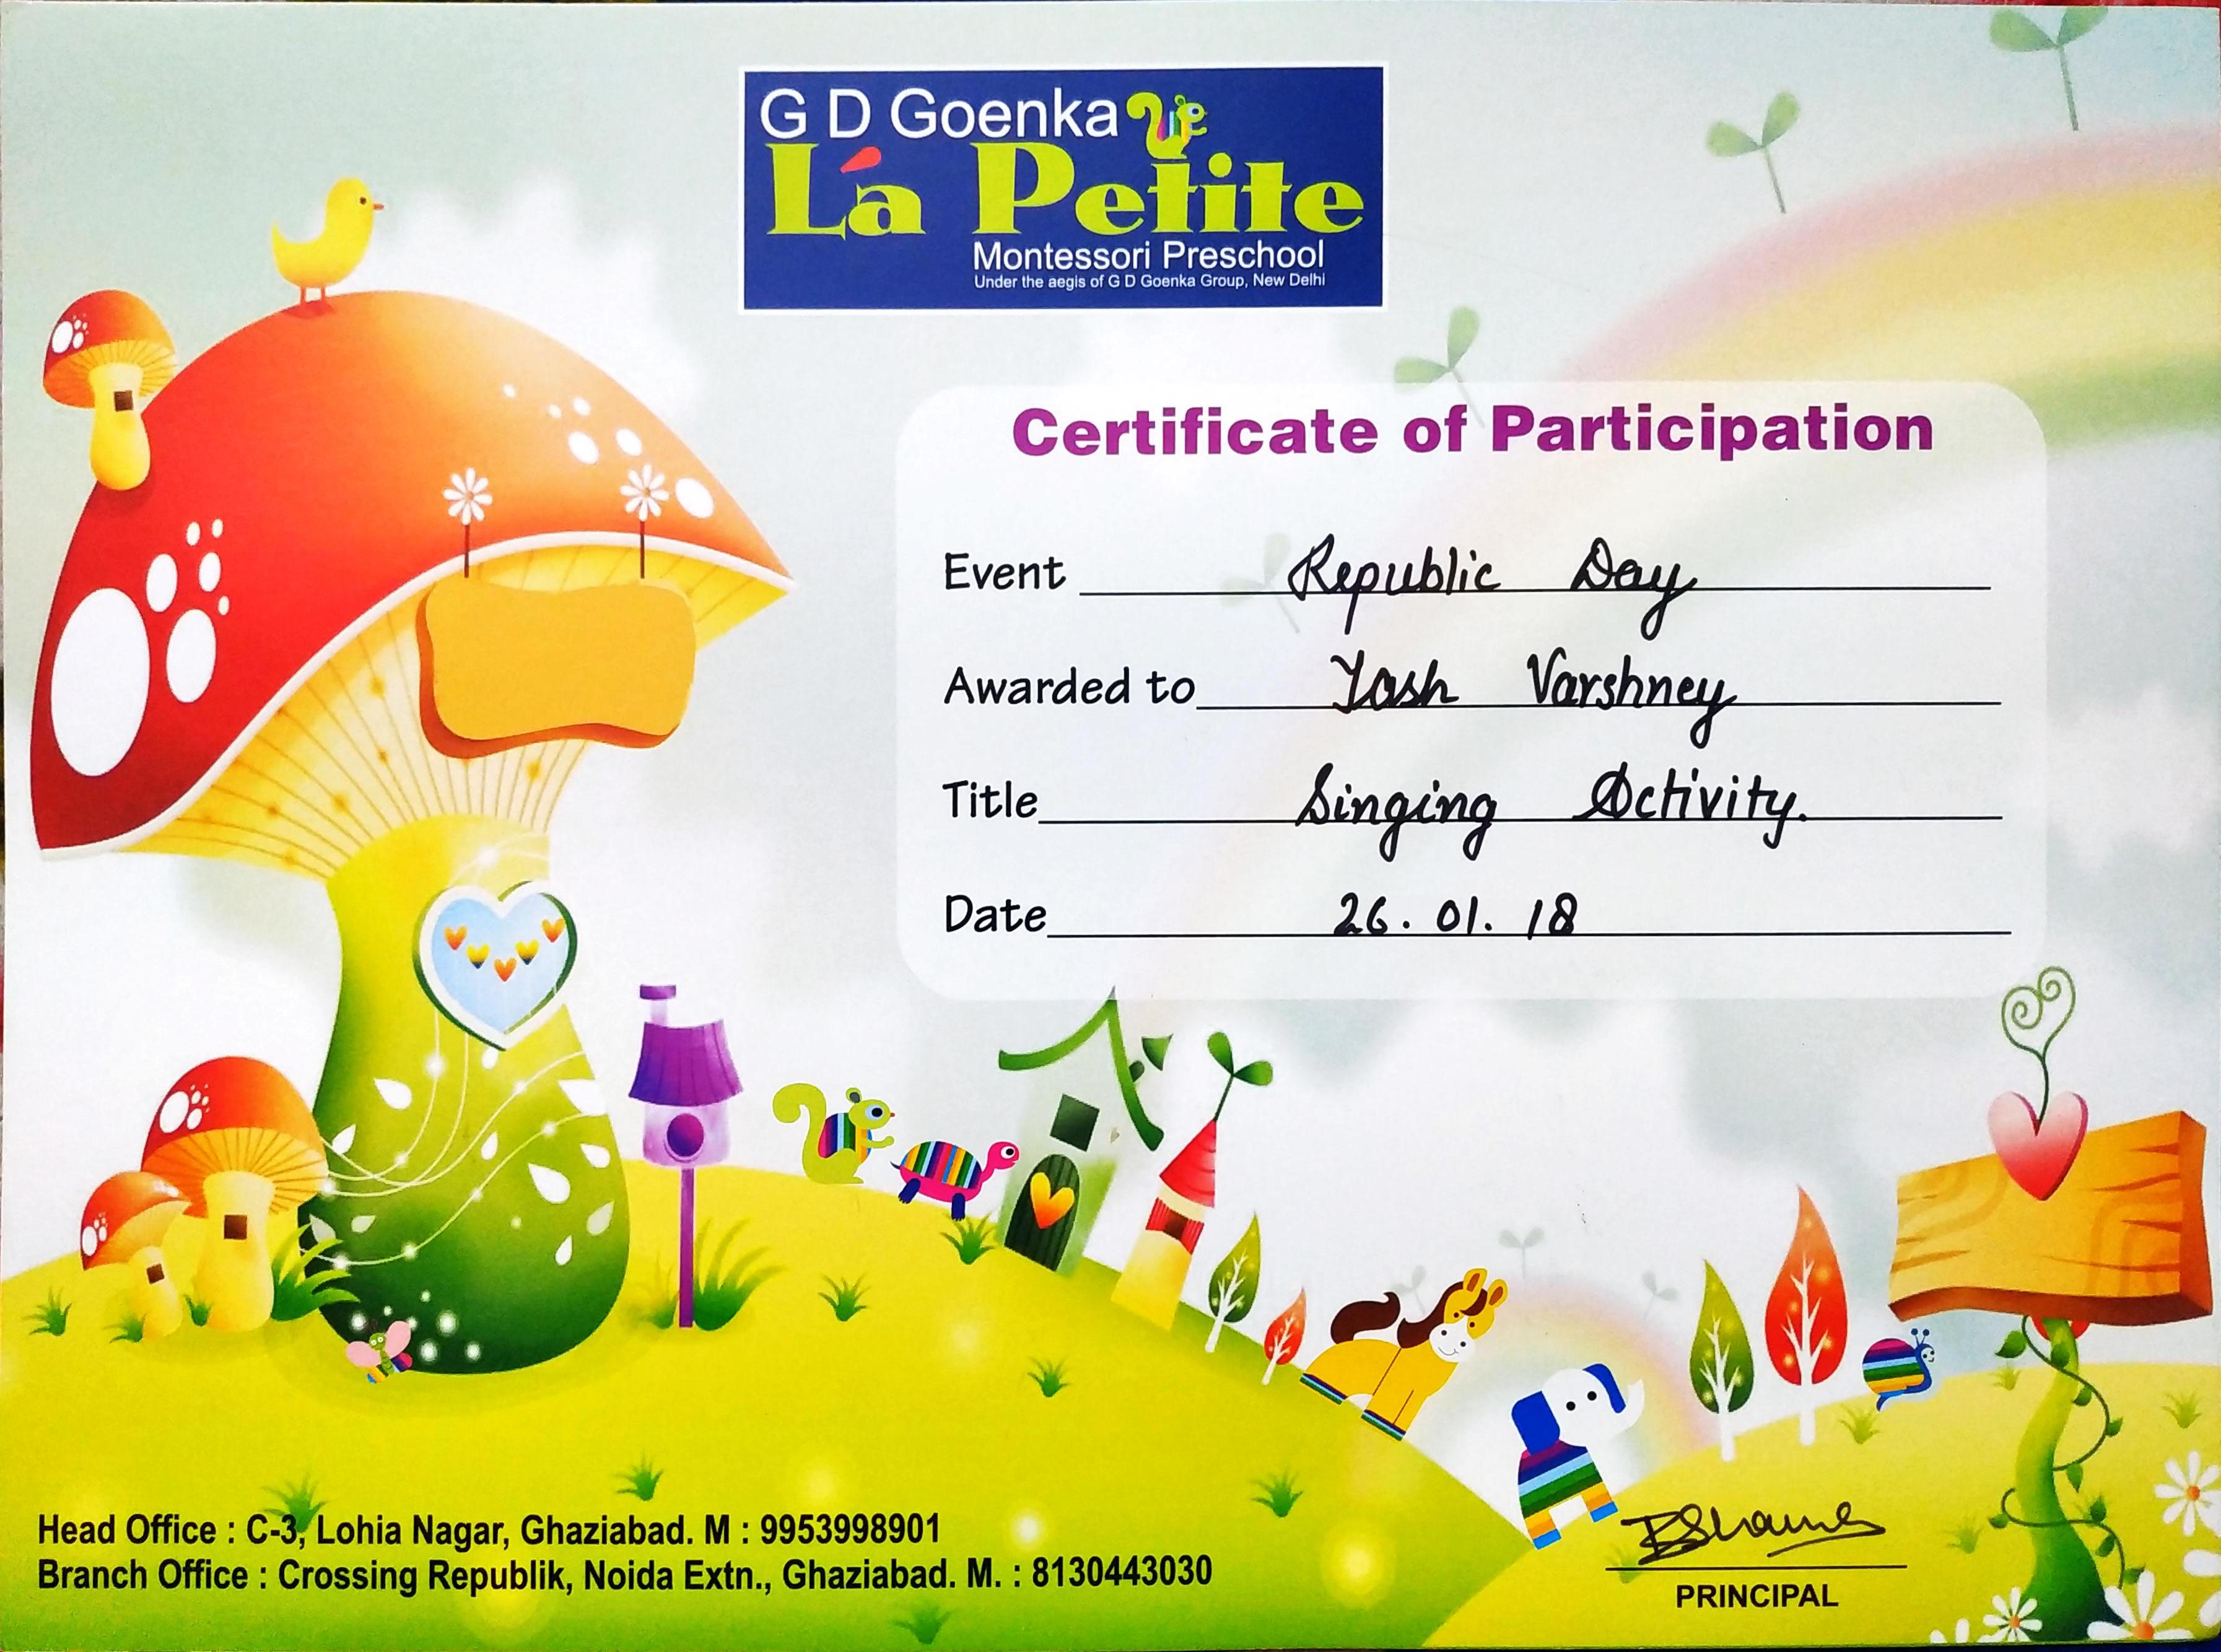 G D Goenka
Lá Petite
Montessori Preschool
Under the aegis of G D Goenka Group, New Delhi
Certificate of Participation
Event Republic Day
Awarded to Yash Varshney
Title Singing Activity.
Date 26.01.18
Head Office : C-3, Lohia Nagar, Ghaziabad. M : 9953998901
Branch Office : Crossing Republik, Noida Extn., Ghaziabad. M. : 8130443030
PRINCIPAL